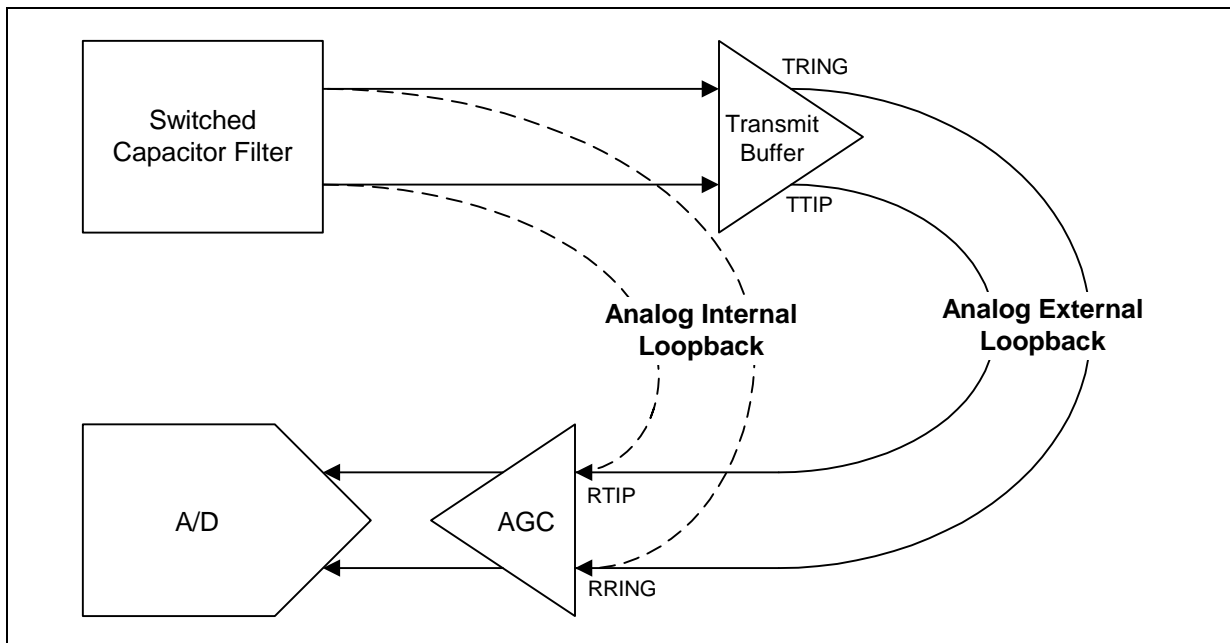 Switched
Capacitor Filter
TRING
Transmit
Buffer
TTIP
Analog Internal
Loopback
Analog External
Loopback
A/D
AGC
RTIP
RRING